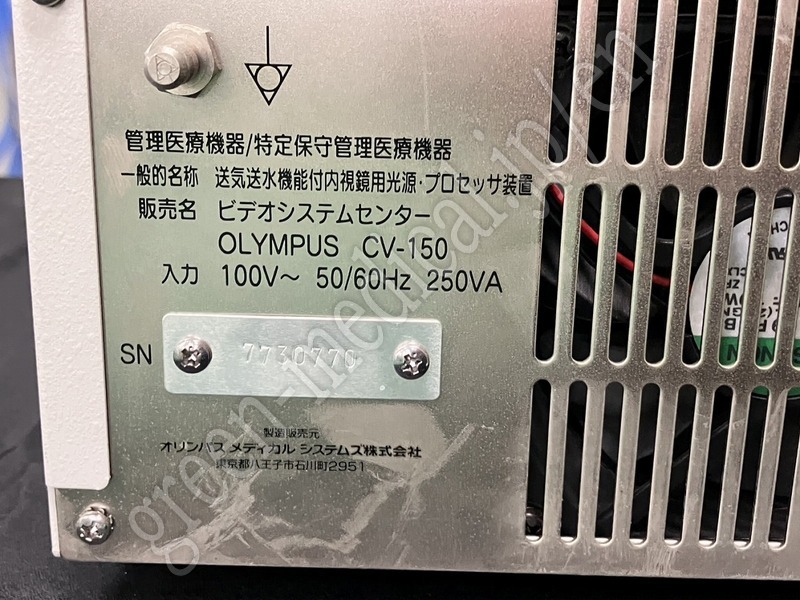 管理医療機器/特定保守管理医療機器
一般的名称 送気送水機能付内視鏡用光源・プロセッサ装置
販売名 ビデオシステムセンター
OLYMPUS CV-150
入力 100V～ 50/60Hz 250VA
SN 7730770
製造販売元
オリンパス メディカル システムズ株式会社
東京都八王子市石川町2951
green-medical.jp/en